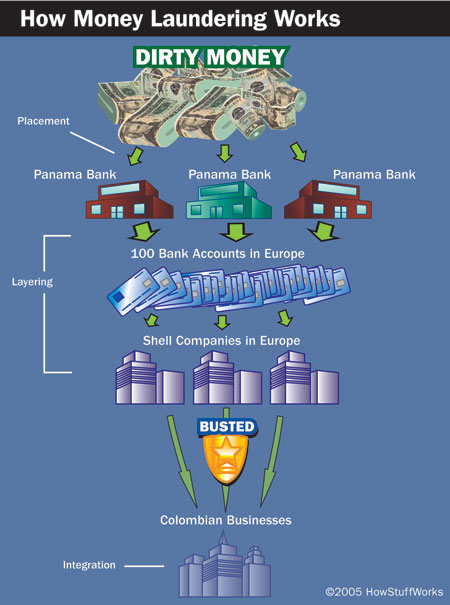 How Money Laundering Works
DIRTY MONEY
Placement
Panama Bank
Panama Bank
Panama Bank
100 Bank Accounts in Europe
Layering
Shell Companies in Europe
BUSTED
Colombian Businesses
Integration
©2005 HowStuffWorks